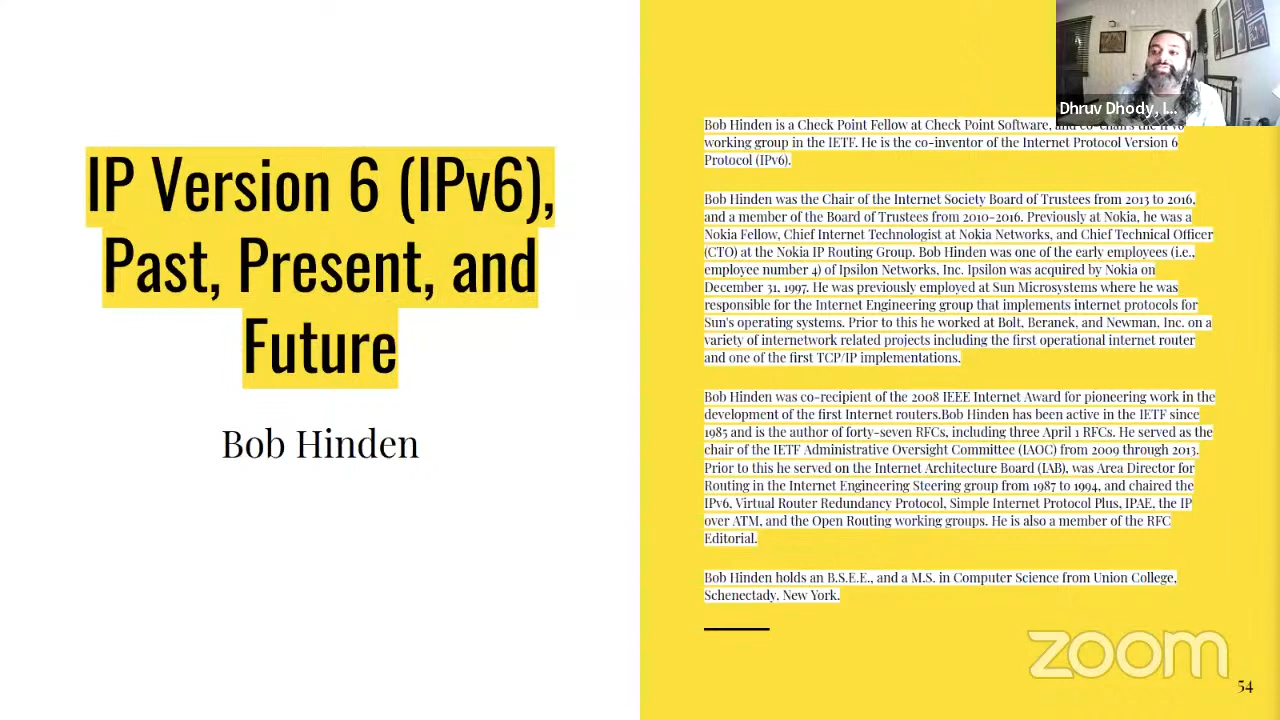 IP Version 6 (IPv6),
Past, Present, and
Future
Bob Hinden
Dhruv Dhody, I...
Bob Hinden is a Check Point Fellow at Check Point Software, and co-chairs the IPv6
working group in the IETF. He is the co-inventor of the Internet Protocol Version 6
Protocol (IPv6).
Bob Hinden was the Chair of the Internet Society Board of Trustees from 2013 to 2016,
and a member of the Board of Trustees from 2010-2016. Previously at Nokia, he was a
Nokia Fellow, Chief Internet Technologist at Nokia Networks, and Chief Technical Officer
(CTO) at the Nokia IP Routing Group. Bob Hinden was one of the early employees (i.e.,
employee number 4) of Ipsilon Networks, Inc. Ipsilon was acquired by Nokia on
December 31, 1997. He was previously employed at Sun Microsystems where he was
responsible for the Internet Engineering group that implements internet protocols for
Sun's operating systems. Prior to this he worked at Bolt, Beranek, and Newman, Inc. on a
variety of internetwork related projects including the first operational internet router
and one of the first TCP/IP implementations.
Bob Hinden was co-recipient of the 2008 IEEE Internet Award for pioneering work in the
development of the first Internet routers.Bob Hinden has been active in the IETF since
1985 and is the author of forty-seven RFCs, including three April 1 RFCs. He served as the
chair of the IETF Administrative Oversight Committee (IAOC) from 2009 through 2013.
Prior to this he served on the Internet Architecture Board (IAB), was Area Director for
Routing in the Internet Engineering Steering group from 1987 to 1994, and chaired the
IPv6, Virtual Router Redundancy Protocol, Simple Internet Protocol Plus, IPAE, the IP
over ATM, and the Open Routing working groups. He is also a member of the RFC
Editorial.
Bob Hinden holds an B.S.E.E., and a M.S. in Computer Science from Union College,
Schenectady, New York.
zoom
54